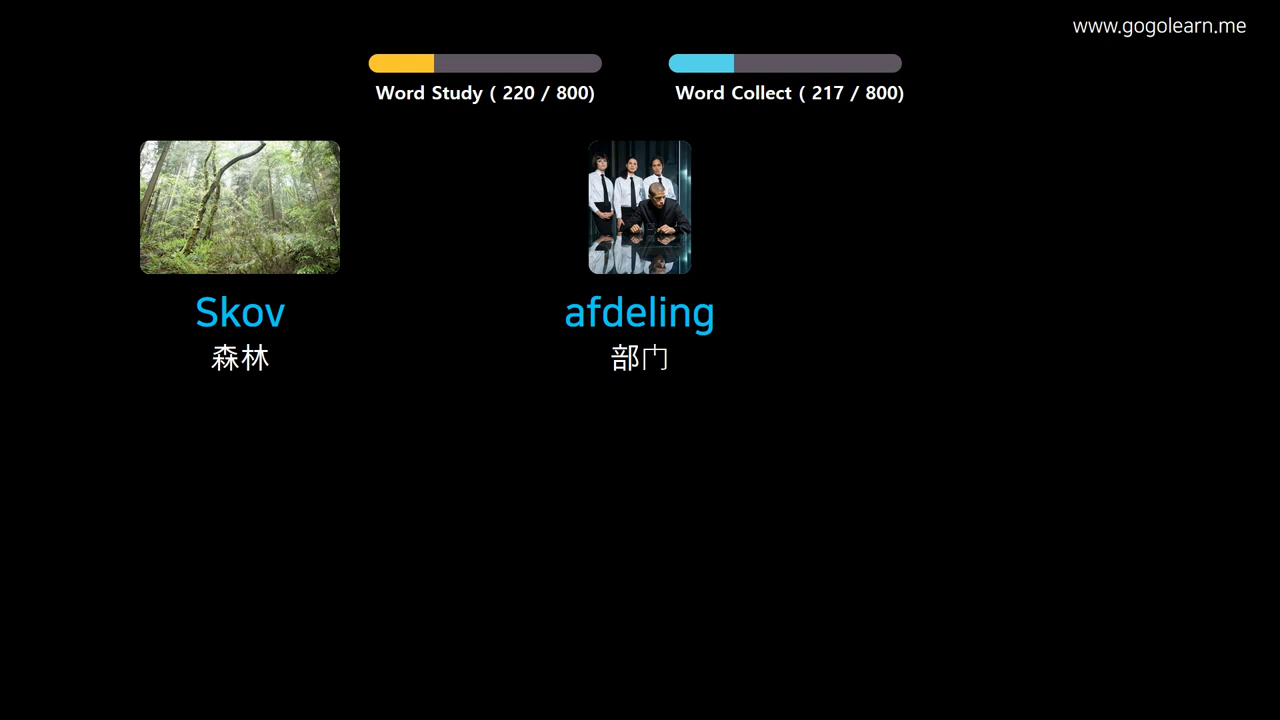 www.gogolearn.me
Word Study ( 220 / 800)
Word Collect ( 217 / 800)
Skov
森林
afdeling
部门